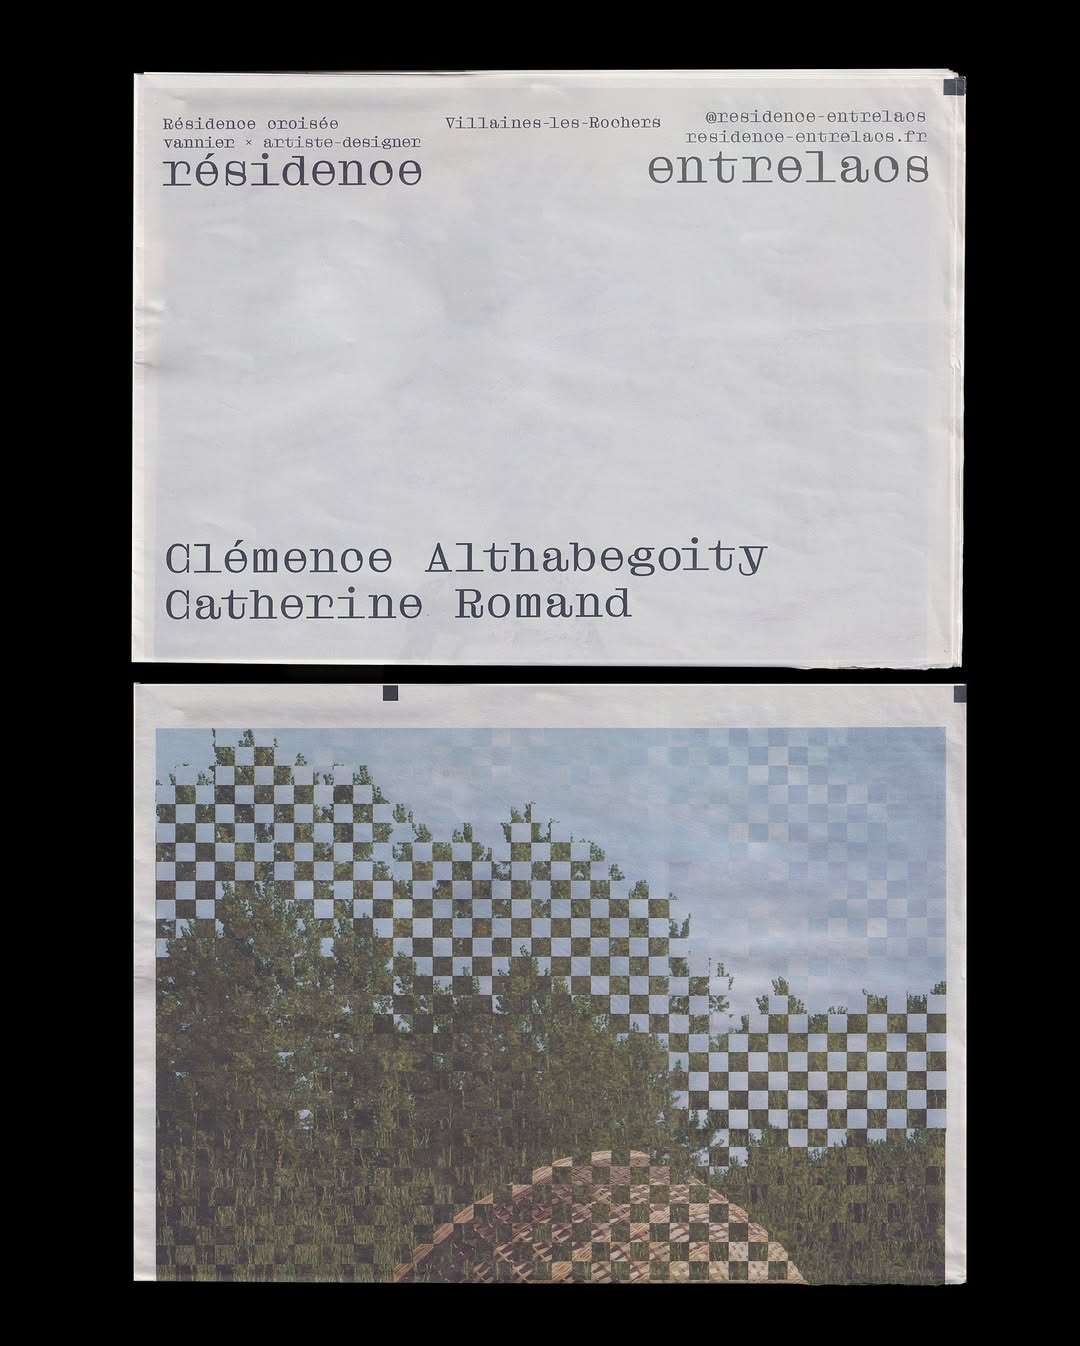 Résidence croisée
vannier × artiste-designer
résidence
Villaines-les-Rochers
@residence-entrelacs
residence-entrelacs.fr
entrelacs
Clémence Althabegoity
Catherine Romand